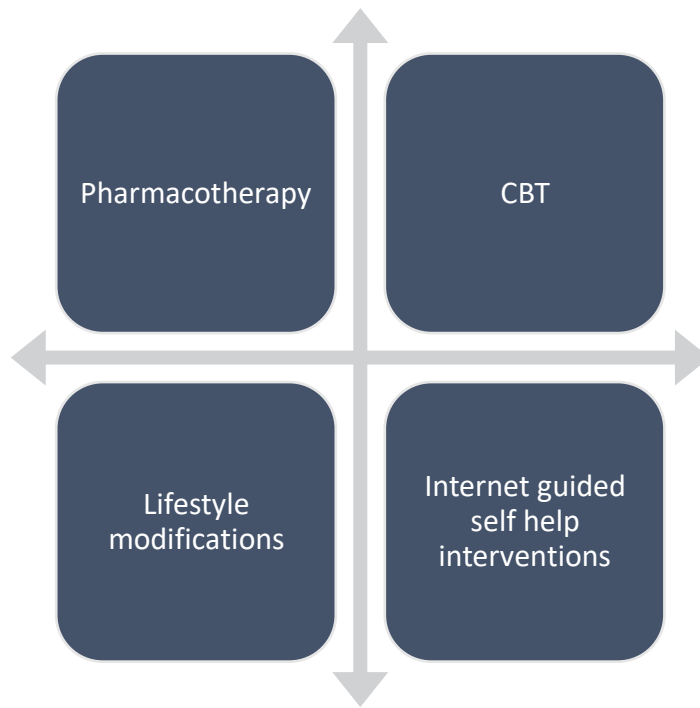 Pharmacotherapy
CBT
Lifestyle
modifications
Internet guided
self help
interventions